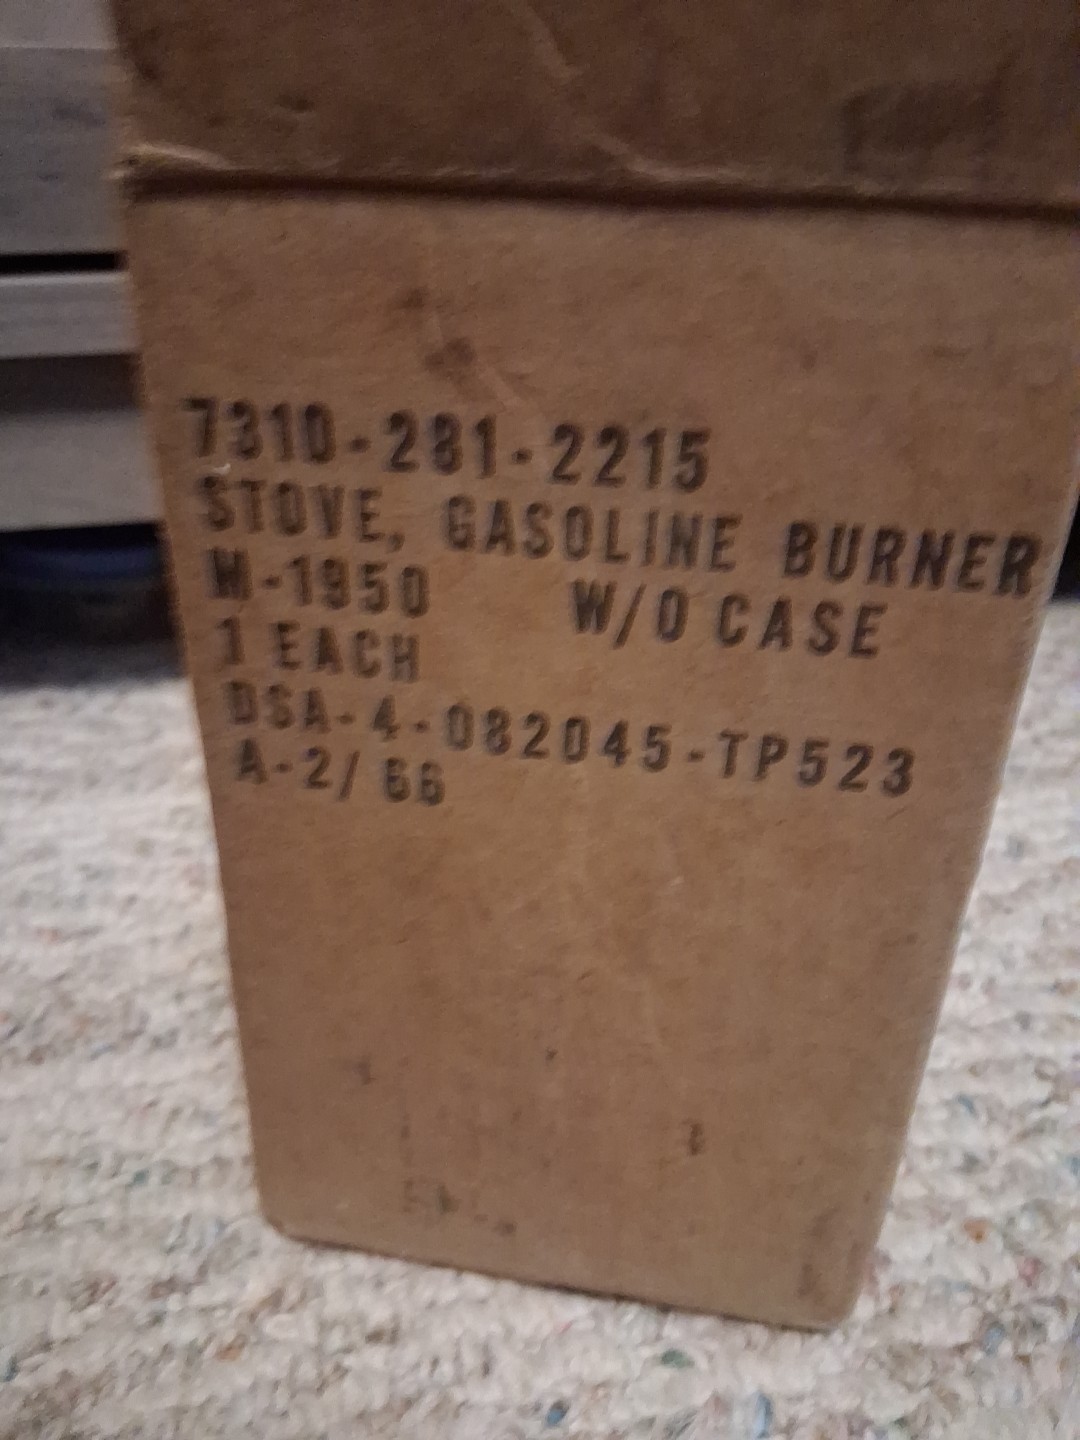 7310-281-2215
STOVE, GASOLINE BURNER
M-1950 W/O CASE
1 EACH
DSA-4-082045-TP523
A-2/66